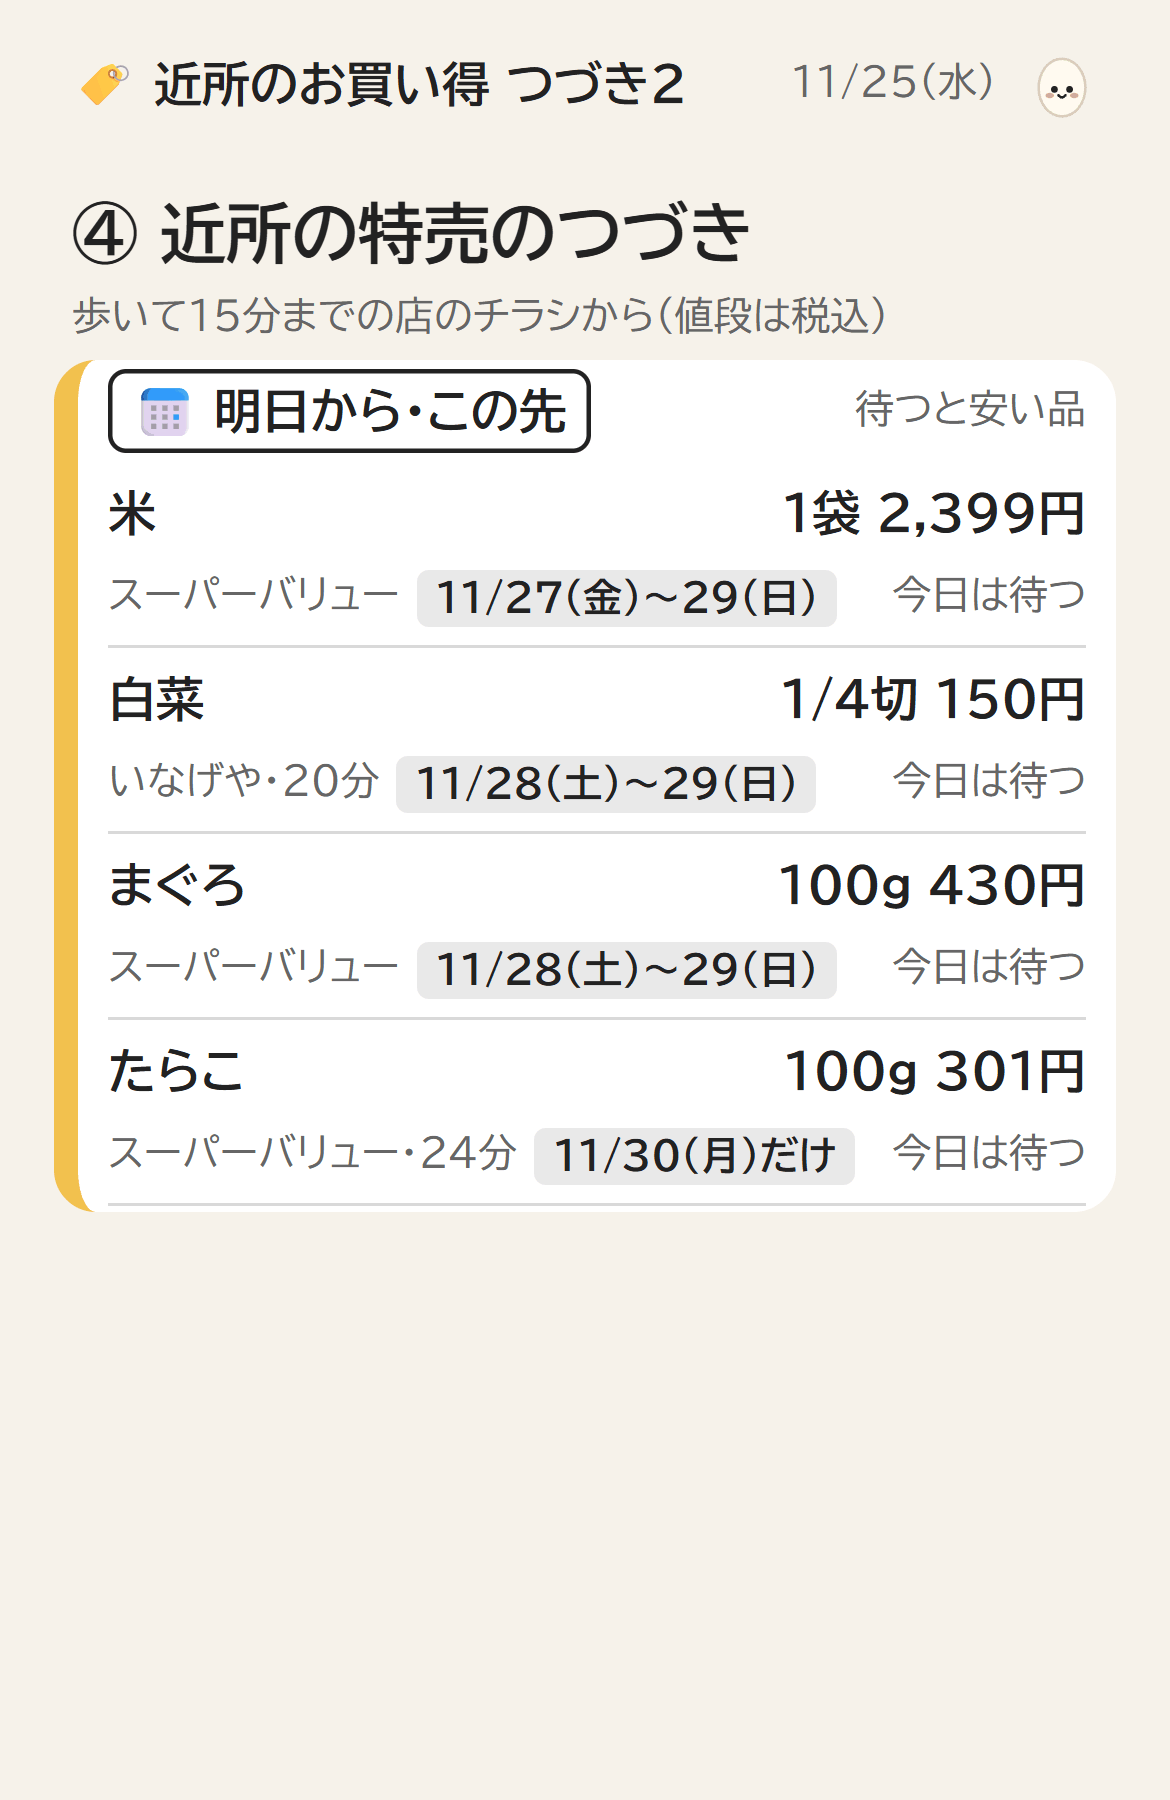 近所のお買い得 つづき2
11/25(水)
④ 近所の特売のつづき
歩いて15分までの店のチラシから(値段は税込)
明日から・この先
待つと安い品
米 1袋 2,399円
スーパーバリュー 11/27(金)〜29(日) 今日は待つ
白菜 1/4切 150円
いなげや・20分 11/28(土)〜29(日) 今日は待つ
まぐろ 100g 430円
スーパーバリュー 11/28(土)〜29(日) 今日は待つ
たらこ 100g 301円
スーパーバリュー・24分 11/30(月)だけ 今日は待つ